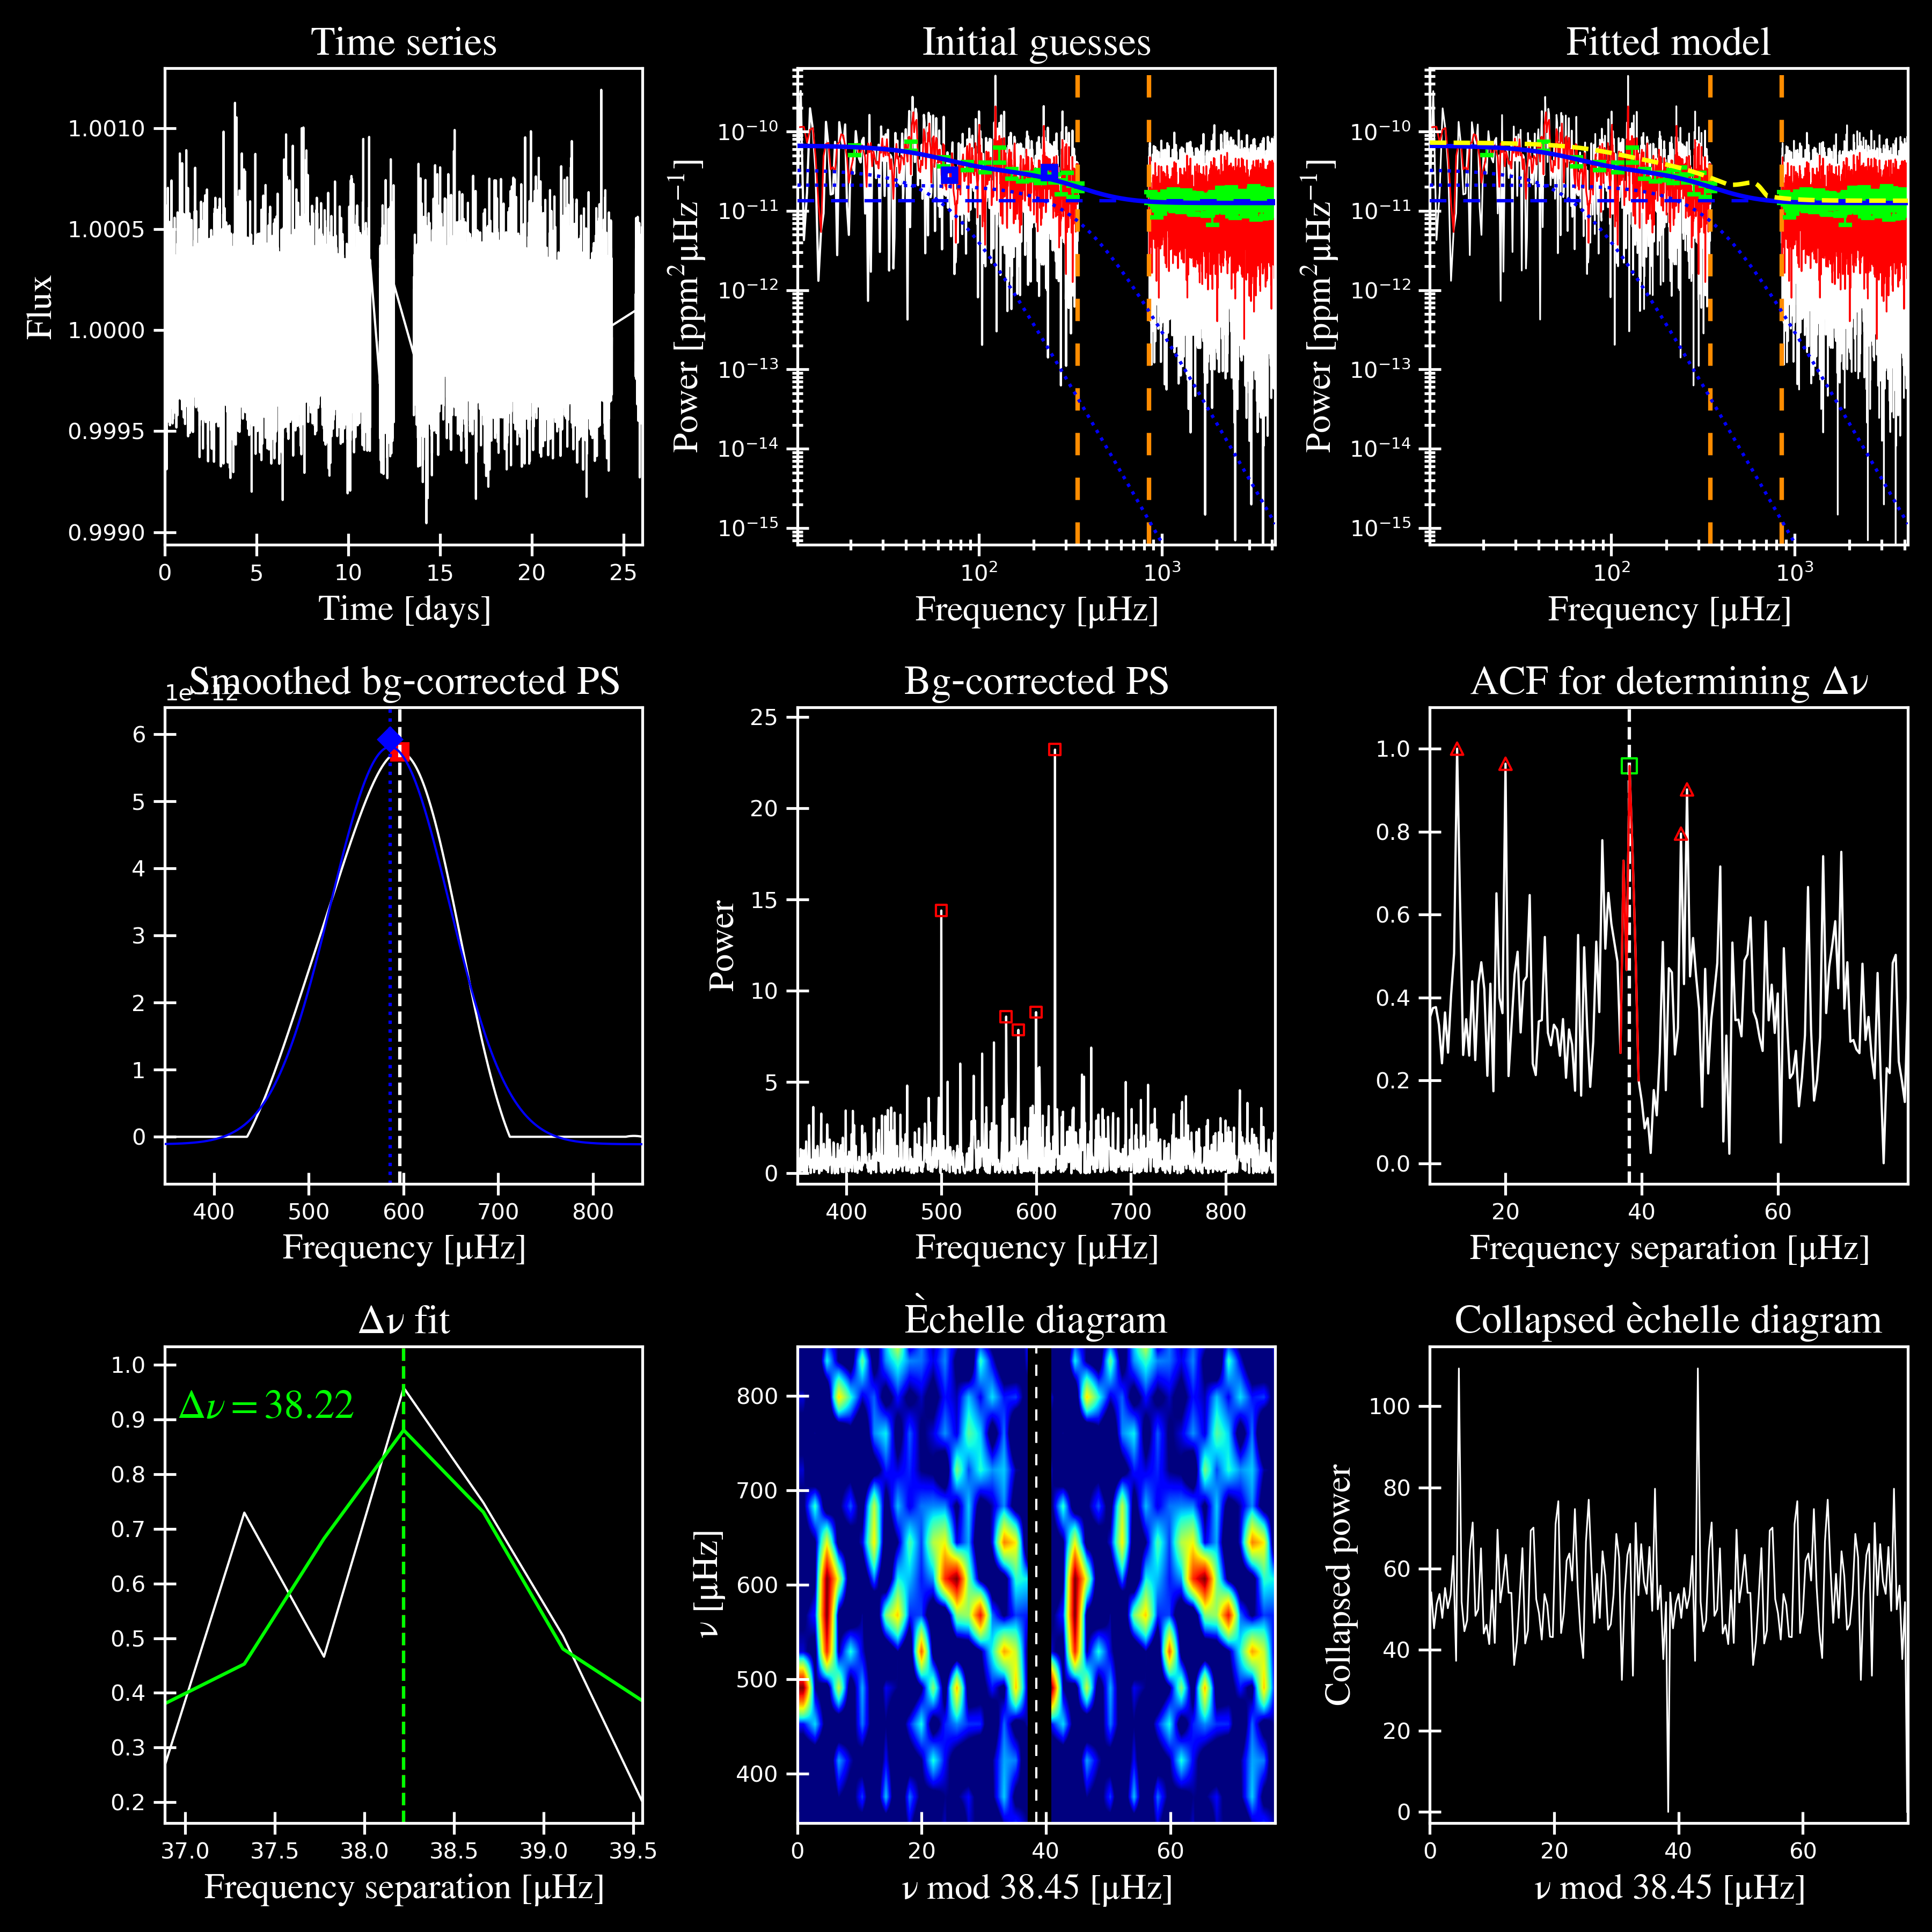 Time series
Initial guesses
Fitted model
1.0010
1.0005
1.0000
0.9995
0.9990
Flux
0 5 10 15 20 25
Time [days]
10⁻¹⁰
10⁻¹¹
10⁻¹²
10⁻¹³
10⁻¹⁴
10⁻¹⁵
Power [ppm²μHz⁻¹]
10² 10³
Frequency [μHz]
10⁻¹⁰
10⁻¹¹
10⁻¹²
10⁻¹³
10⁻¹⁴
10⁻¹⁵
Power [ppm²μHz⁻¹]
10² 10³
Frequency [μHz]
Smoothed bg-corrected PS
1e−12
6
5
4
3
2
1
0
400 500 600 700 800
Frequency [μHz]
Bg-corrected PS
25
20
15
10
5
0
Power
400 500 600 700 800
Frequency [μHz]
ACF for determining Δν
1.0
0.8
0.6
0.4
0.2
0.0
20 40 60
Frequency separation [μHz]
Δν fit
Δν = 38.22
1.0
0.9
0.8
0.7
0.6
0.5
0.4
0.3
0.2
37.0 37.5 38.0 38.5 39.0 39.5
Frequency separation [μHz]
Èchelle diagram
800
700
600
500
400
ν [μHz]
0 20 40 60
ν mod 38.45 [μHz]
Collapsed èchelle diagram
100
80
60
40
20
0
Collapsed power
0 20 40 60
ν mod 38.45 [μHz]